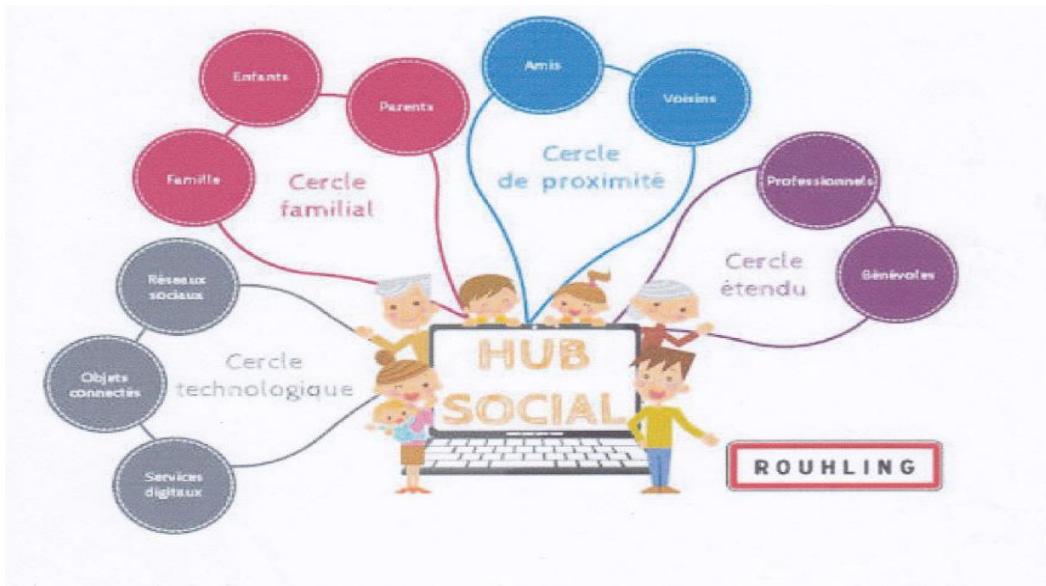 Enfants
Parents
Famille
Cercle
familial
Amis
Voisins
Cercle
de proximité
Professionnels
Bénévoles
Cercle
étendu
Réseaux
sociaux
Objets
connectés
Services
digitaux
Cercle
technologique
HUB
SOCIAL
ROUHLING